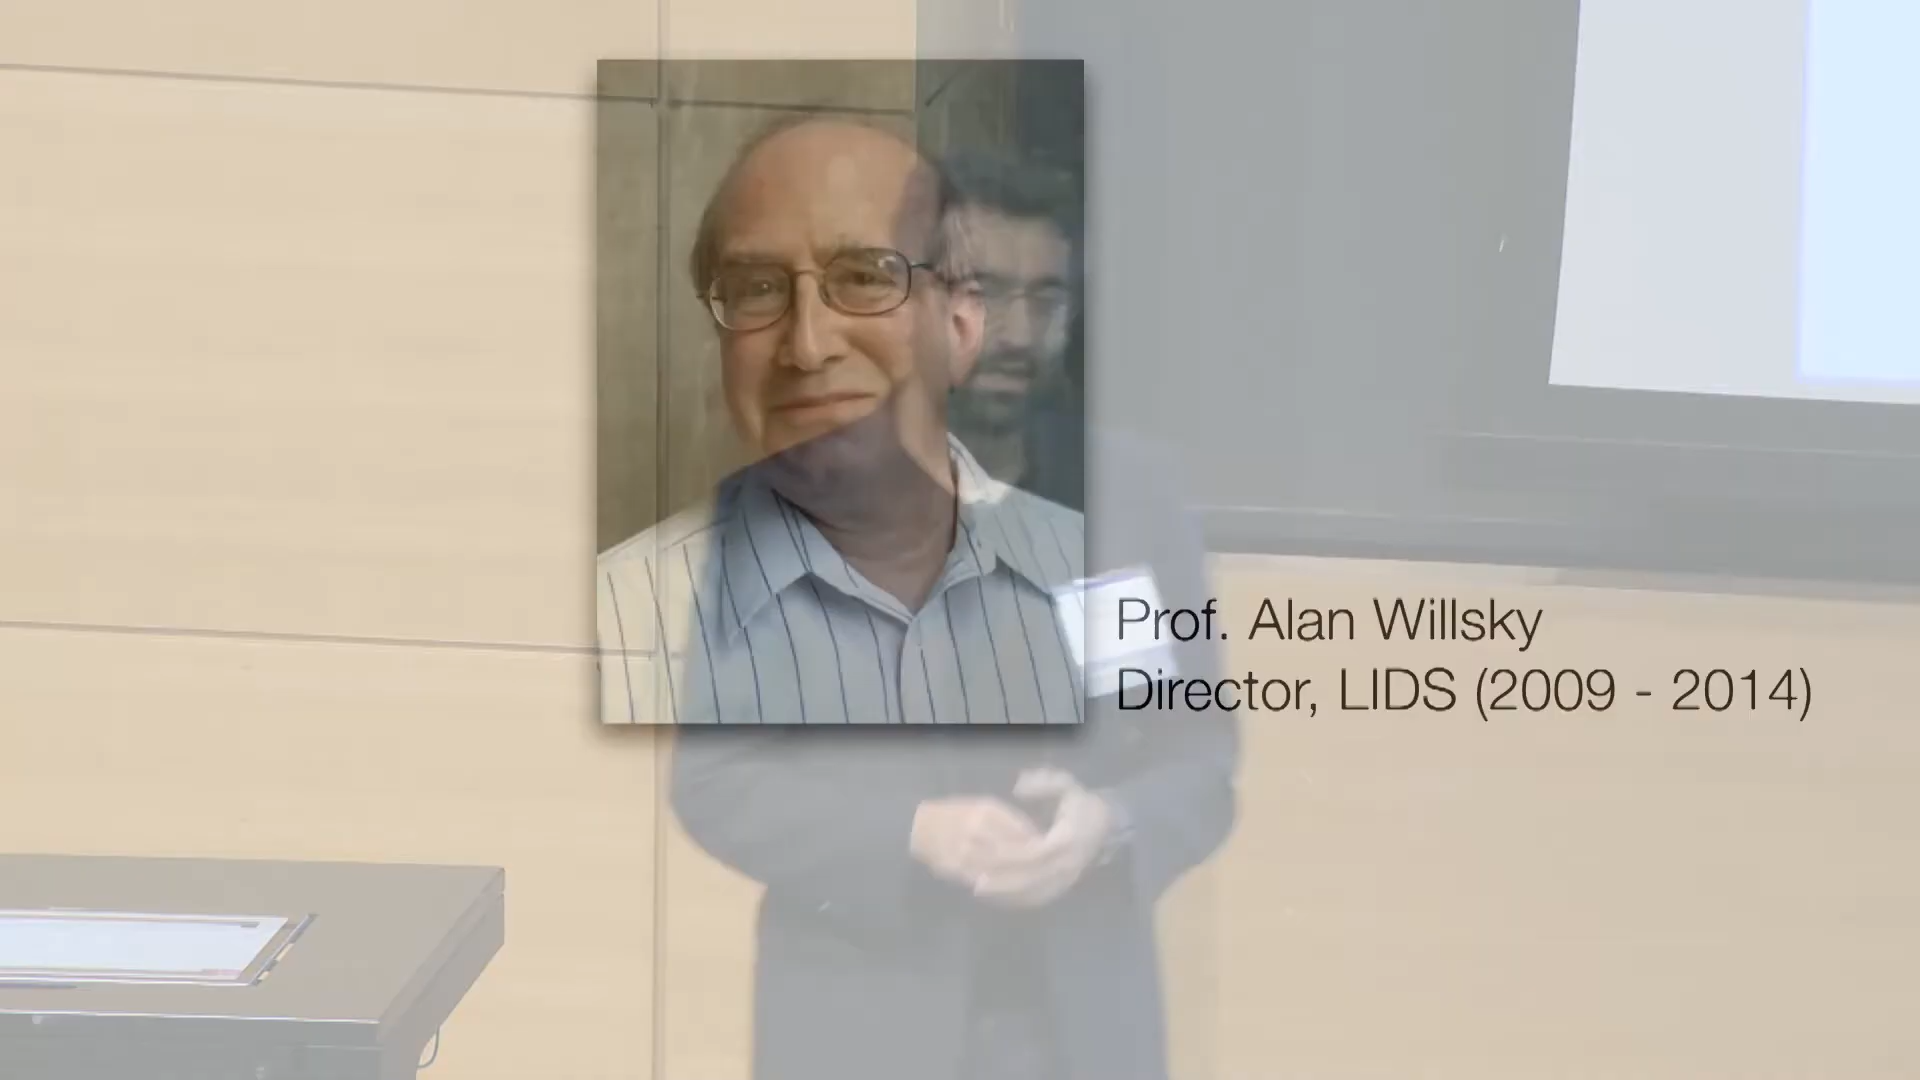 Prof. Alan Willsky
Director, LIDS (2009 - 2014)